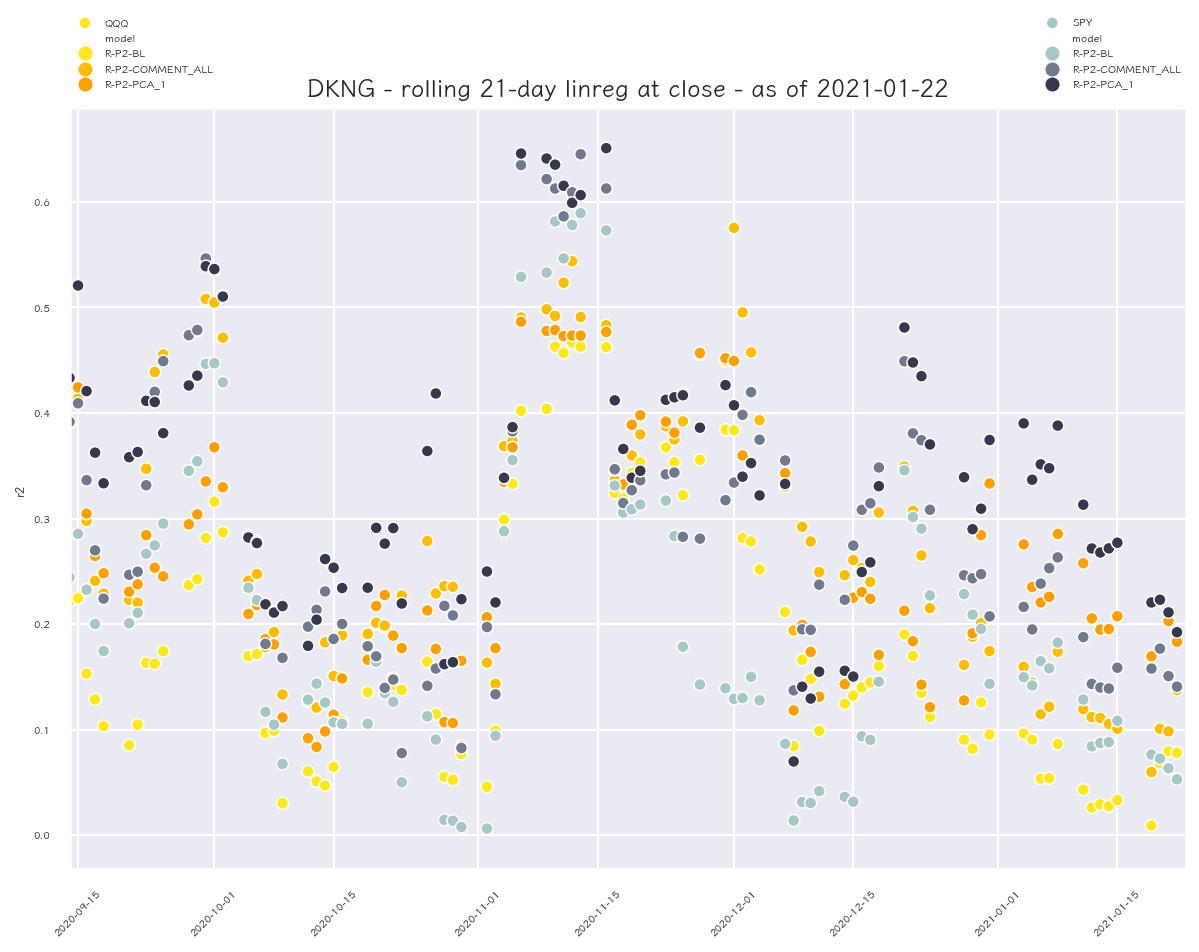 QQQ
model
R-P2-BL
R-P2-COMMENT_ALL
R-P2-PCA_1
SPY
model
R-P2-BL
R-P2-COMMENT_ALL
R-P2-PCA_1
DKNG - rolling 21-day linreg at close - as of 2021-01-22
r2
0.6
0.5
0.4
0.3
0.2
0.1
0.0
2020-09-15
2020-10-01
2020-10-15
2020-11-01
2020-11-15
2020-12-01
2020-12-15
2021-01-01
2021-01-15